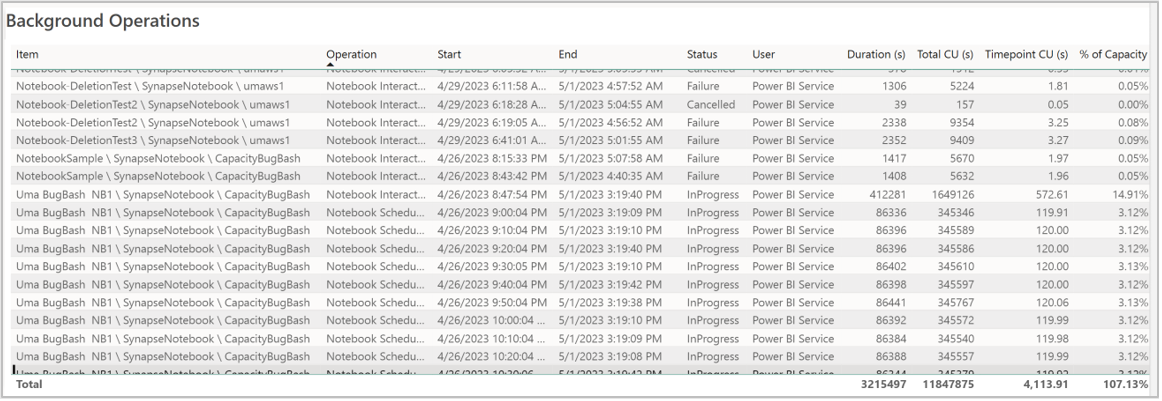 Background Operations
Item Operation Start End Status User Duration (s) Total CU (s) Timepoint CU (s) % of Capacity
Notebook-DeletionTest \ SynapseNotebook \ umaws1 Notebook Interact... Cancelled Power BI Service
Notebook-DeletionTest \ SynapseNotebook \ umaws1 Notebook Interact... 4/29/2023 6:11:58 A... 5/1/2023 4:57:52 AM Failure Power BI Service 1306 5224 1.81 0.05%
Notebook-DeletionTest2 \ SynapseNotebook \ umaws1 Notebook Interact... 4/29/2023 6:18:28 A... 5/1/2023 5:04:55 AM Cancelled Power BI Service 39 157 0.05 0.00%
Notebook-DeletionTest2 \ SynapseNotebook \ umaws1 Notebook Interact... 4/29/2023 6:19:05 A... 5/1/2023 4:56:52 AM Failure Power BI Service 2338 9354 3.25 0.08%
Notebook-DeletionTest3 \ SynapseNotebook \ umaws1 Notebook Interact... 4/29/2023 6:41:01 A... 5/1/2023 5:01:55 AM Failure Power BI Service 2352 9409 3.27 0.09%
NotebookSample \ SynapseNotebook \ CapacityBugBash Notebook Interact... 4/26/2023 8:15:33 PM 5/1/2023 5:07:58 AM Failure Power BI Service 1417 5670 1.97 0.05%
NotebookSample \ SynapseNotebook \ CapacityBugBash Notebook Interact... 4/26/2023 8:43:42 PM 5/1/2023 4:40:35 AM Failure Power BI Service 1408 5632 1.96 0.05%
Uma BugBash NB1 \ SynapseNotebook \ CapacityBugBash Notebook Interact... 4/26/2023 8:47:54 PM 5/1/2023 3:19:40 PM InProgress Power BI Service 412281 1649126 572.61 14.91%
Uma BugBash NB1 \ SynapseNotebook \ CapacityBugBash Notebook Schedu... 4/26/2023 9:00:04 PM 5/1/2023 3:19:09 PM InProgress Power BI Service 86336 345346 119.91 3.12%
Uma BugBash NB1 \ SynapseNotebook \ CapacityBugBash Notebook Schedu... 4/26/2023 9:10:04 PM 5/1/2023 3:19:10 PM InProgress Power BI Service 86396 345589 120.00 3.12%
Uma BugBash NB1 \ SynapseNotebook \ CapacityBugBash Notebook Schedu... 4/26/2023 9:20:04 PM 5/1/2023 3:19:40 PM InProgress Power BI Service 86396 345586 120.00 3.12%
Uma BugBash NB1 \ SynapseNotebook \ CapacityBugBash Notebook Schedu... 4/26/2023 9:30:05 PM 5/1/2023 3:19:10 PM InProgress Power BI Service 86402 345610 120.00 3.13%
Uma BugBash NB1 \ SynapseNotebook \ CapacityBugBash Notebook Schedu... 4/26/2023 9:40:04 PM 5/1/2023 3:19:42 PM InProgress Power BI Service 86398 345597 120.00 3.12%
Uma BugBash NB1 \ SynapseNotebook \ CapacityBugBash Notebook Schedu... 4/26/2023 9:50:04 PM 5/1/2023 3:19:38 PM InProgress Power BI Service 86441 345767 120.06 3.13%
Uma BugBash NB1 \ SynapseNotebook \ CapacityBugBash Notebook Schedu... 4/26/2023 10:00:04 ... 5/1/2023 3:19:10 PM InProgress Power BI Service 86392 345572 119.99 3.12%
Uma BugBash NB1 \ SynapseNotebook \ CapacityBugBash Notebook Schedu... 4/26/2023 10:10:04 ... 5/1/2023 3:19:09 PM InProgress Power BI Service 86384 345540 119.98 3.12%
Uma BugBash NB1 \ SynapseNotebook \ CapacityBugBash Notebook Schedu... 4/26/2023 10:20:04 ... 5/1/2023 3:19:08 PM InProgress Power BI Service 86388 345557 119.99 3.12%
Uma BugBash NB1 \ SynapseNotebook \ CapacityBugBash Notebook Schedu... InProgress Power BI Service
Total 3215497 11847875 4,113.91 107.13%